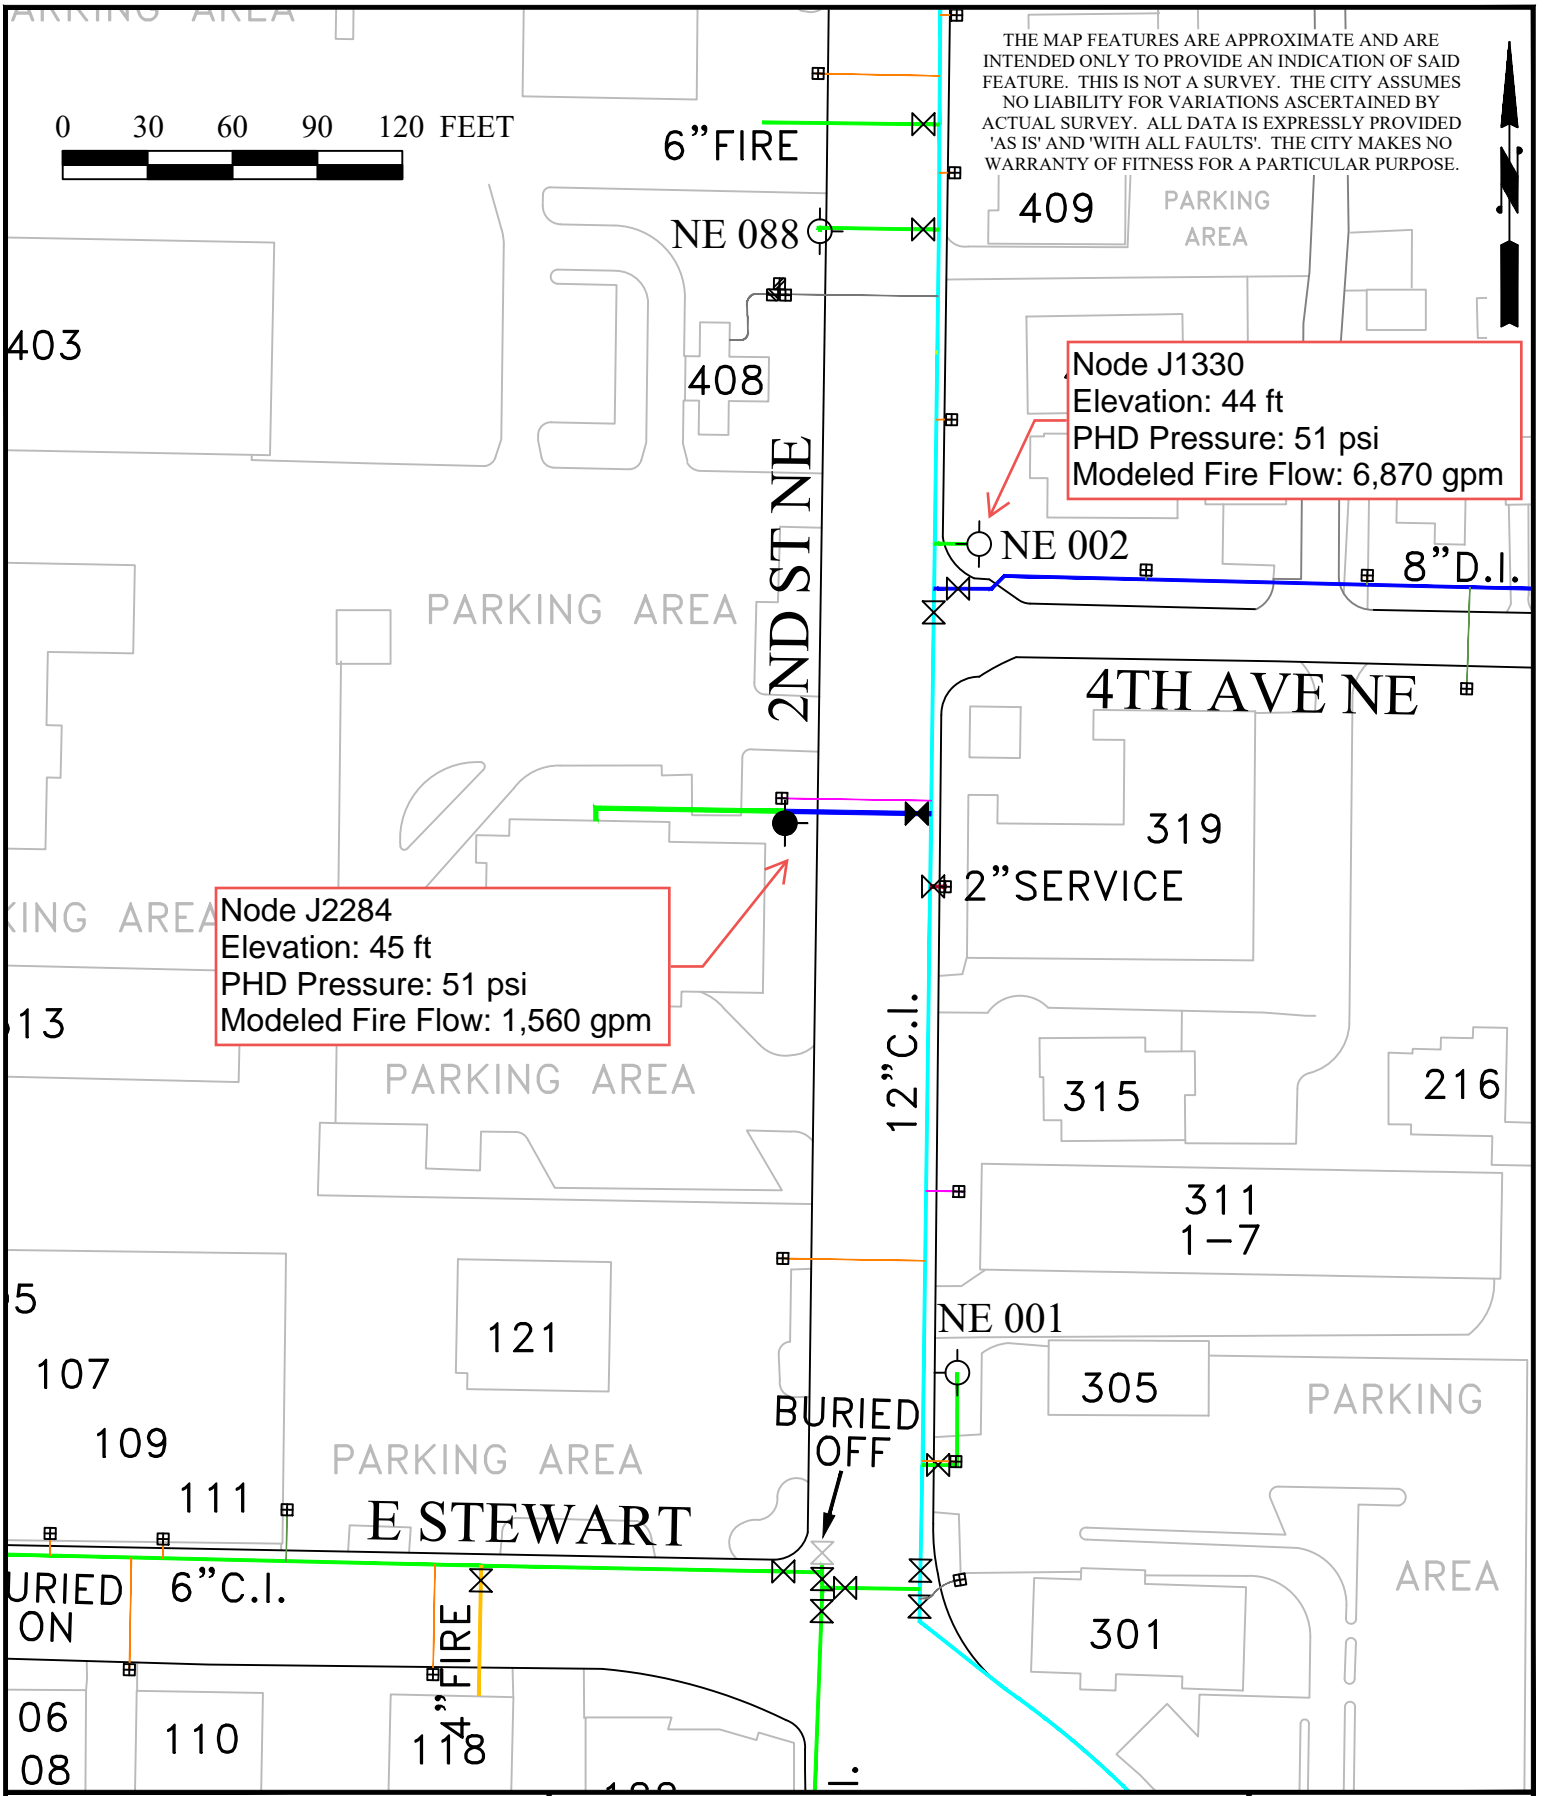 PARKING AREA
THE MAP FEATURES ARE APPROXIMATE AND ARE
INTENDED ONLY TO PROVIDE AN INDICATION OF SAID
FEATURE. THIS IS NOT A SURVEY. THE CITY ASSUMES
NO LIABILITY FOR VARIATIONS ASCERTAINED BY
ACTUAL SURVEY. ALL DATA IS EXPRESSLY PROVIDED
'AS IS' AND 'WITH ALL FAULTS'. THE CITY MAKES NO
WARRANTY OF FITNESS FOR A PARTICULAR PURPOSE.
0 30 60 90 120 FEET
6"FIRE
N
409
PARKING
AREA
NE 088
403
408
Node J1330
Elevation: 44 ft
PHD Pressure: 51 psi
Modeled Fire Flow: 6,870 gpm
2ND ST NE
NE 002
8"D.I.
PARKING AREA
4TH AVE NE
319
2"SERVICE
KING AREA
Node J2284
Elevation: 45 ft
PHD Pressure: 51 psi
Modeled Fire Flow: 1,560 gpm
13
12"C.I.
PARKING AREA
315
216
311
1-7
5
NE 001
121
107
305
PARKING
BURIED
OFF
109
PARKING AREA
111
E STEWART
AREA
URIED
ON
6"C.I.
4"FIRE
301
06
08
110
118
I.